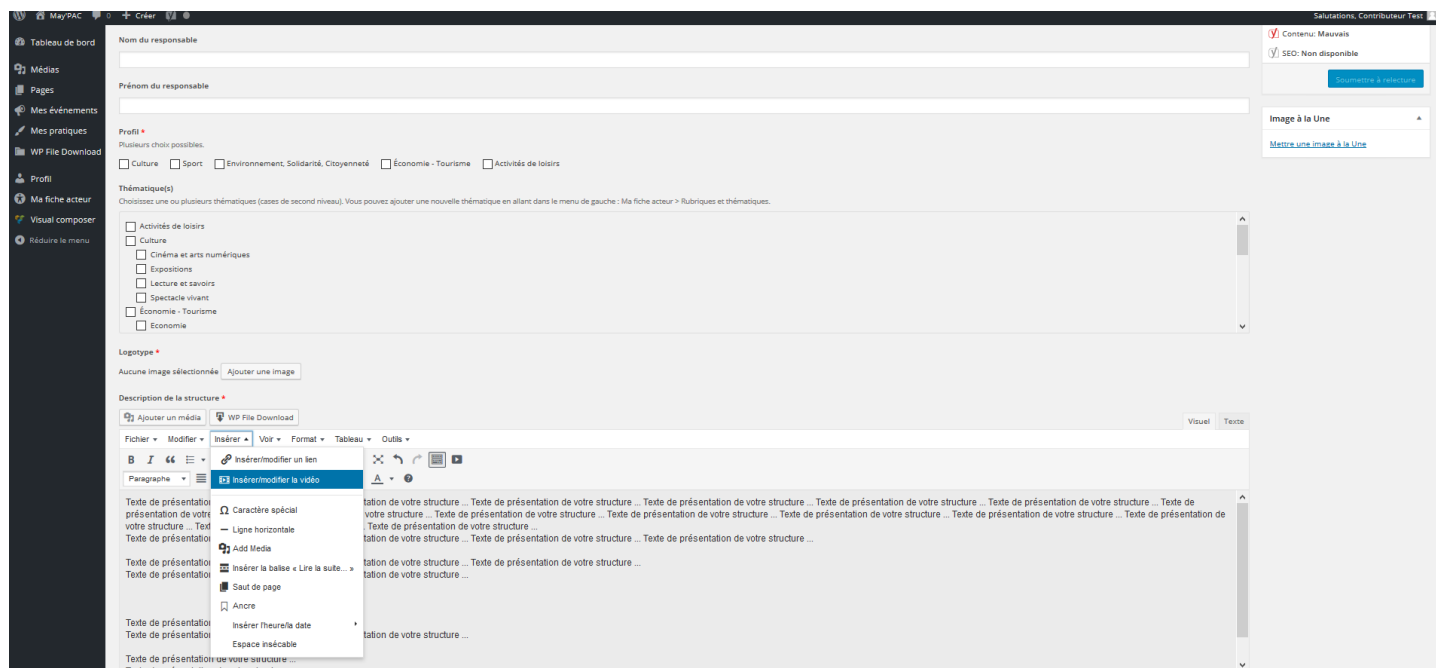 May'PAC 0 + Créer Salutations, Contributeur Test
Tableau de bord
Médias
Pages
Mes événements
Mes pratiques
WP File Download
Profil
Ma fiche acteur
Visual composer
Réduire le menu
Nom du responsable
Prénom du responsable
Profil *
Plusieurs choix possibles.
Culture Sport Environnement, Solidarité, Citoyenneté Économie - Tourisme Activités de loisirs
Thématique(s)
Choisissez une ou plusieurs thématiques (cases de second niveau). Vous pouvez ajouter une nouvelle thématique en allant dans le menu de gauche : Ma fiche acteur > Rubriques et thématiques.
Activités de loisirs
Culture
Cinéma et arts numériques
Expositions
Lecture et savoirs
Spectacle vivant
Économie - Tourisme
Economie
Logotype *
Aucune image sélectionnée Ajouter une image
Description de la structure *
Ajouter un média WP File Download
Visuel Texte
Fichier Modifier Insérer Voir Format Tableau Outils
B I
Paragraphe A
Insérer/modifier un lien
Insérer/modifier la vidéo
Ω Caractère spécial
Ligne horizontale
Add Media
Insérer la balise « Lire la suite... »
Saut de page
Ancre
Insérer l'heure/la date
Espace insécable
Texte de présentation de votre structure ... Texte de présentation de votre structure ... Texte de présentation de votre structure ... Texte de présentation de votre structure ... Texte de présentation de votre structure ... Texte de
présentation de votre votre structure ... Texte de présentation de votre structure ... Texte de présentation de votre structure ... Texte de présentation de votre structure ... Texte de présentation de votre structure ... Texte de présentation de
votre structure ... Texte de présentation de votre structure ...
Texte de présentation de votre structure ... Texte de présentation de votre structure ... Texte de présentation de votre structure ...
Texte de présentation de votre structure ... Texte de présentation de votre structure ...
Texte de présentation de votre structure ...
Texte de présentation
Texte de présentation de votre structure ...
Texte de présentation de votre structure ...
Contenu: Mauvais
SEO: Non disponible
Soumettre à relecture
Image à la Une
Mettre une image à la Une